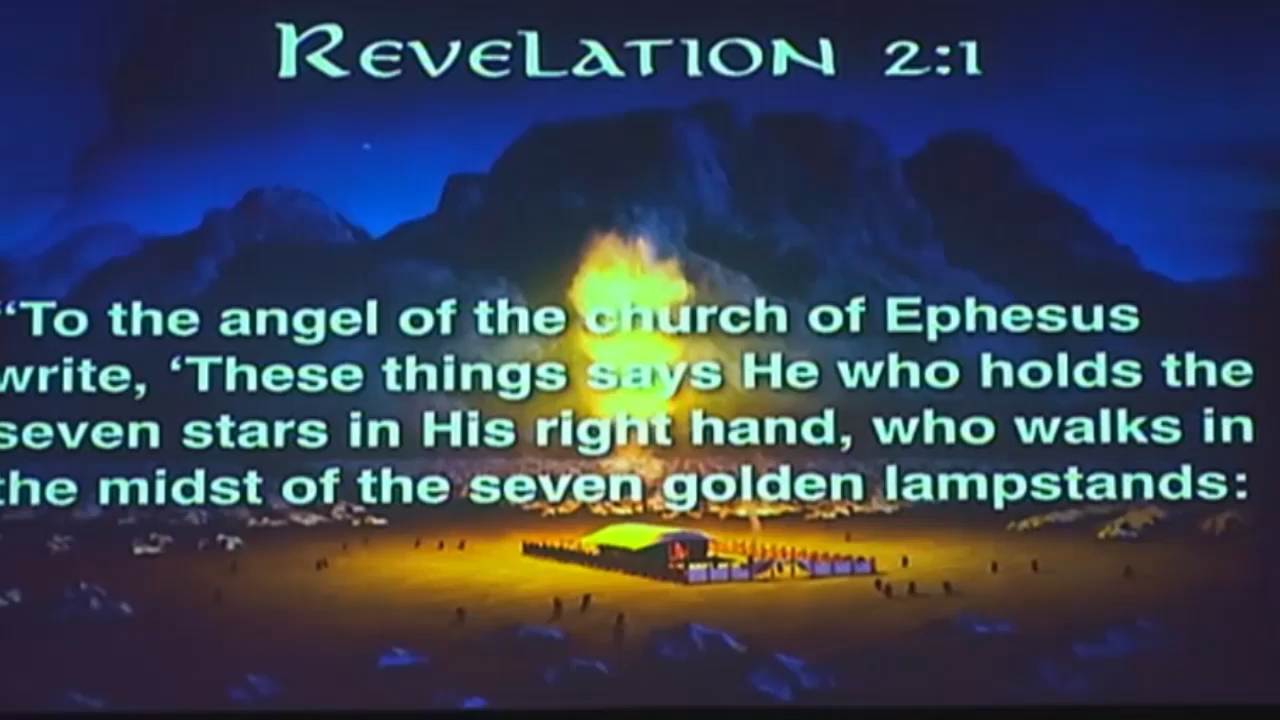 Revelation 2:1
“To the angel of the church of Ephesus
write, ‘These things says He who holds the
seven stars in His right hand, who walks in
the midst of the seven golden lampstands: